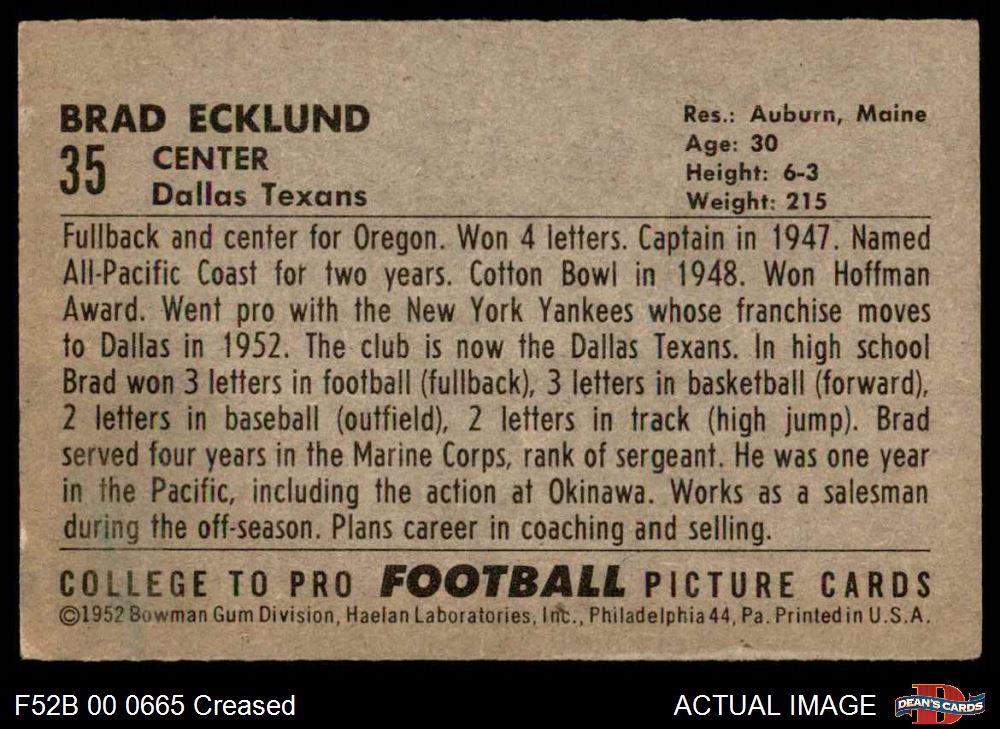 BRAD ECKLUND
35 CENTER
Dallas Texans
Res.: Auburn, Maine
Age: 30
Height: 6-3
Weight: 215
Fullback and center for Oregon. Won 4 letters. Captain in 1947. Named
All-Pacific Coast for two years. Cotton Bowl in 1948. Won Hoffman
Award. Went pro with the New York Yankees whose franchise moves
to Dallas in 1952. The club is now the Dallas Texans. In high school
Brad won 3 letters in football (fullback), 3 letters in basketball (forward),
2 letters in baseball (outfield), 2 letters in track (high jump). Brad
served four years in the Marine Corps, rank of sergeant. He was one year
in the Pacific, including the action at Okinawa. Works as a salesman
during the off-season. Plans career in coaching and selling.
COLLEGE TO PRO FOOTBALL PICTURE CARDS
©1952 Bowman Gum Division, Haelan Laboratories, Inc., Philadelphia 44, Pa. Printed in U.S.A.
F52B 00 0665 Creased
ACTUAL IMAGE
D
DEAN'S CARDS